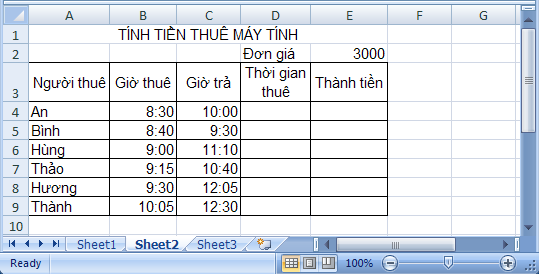 A B C D E F G
1 TÍNH TIỀN THUÊ MÁY TÍNH
2 Đơn giá 3000
3 Người thuê Giờ thuê Giờ trả Thời gian thuê Thành tiền
4 An 8:30 10:00
5 Bình 8:40 9:30
6 Hùng 9:00 11:10
7 Thảo 9:15 10:40
8 Hương 9:30 12:05
9 Thành 10:05 12:30
10
Sheet1 Sheet2 Sheet3
Ready 100%